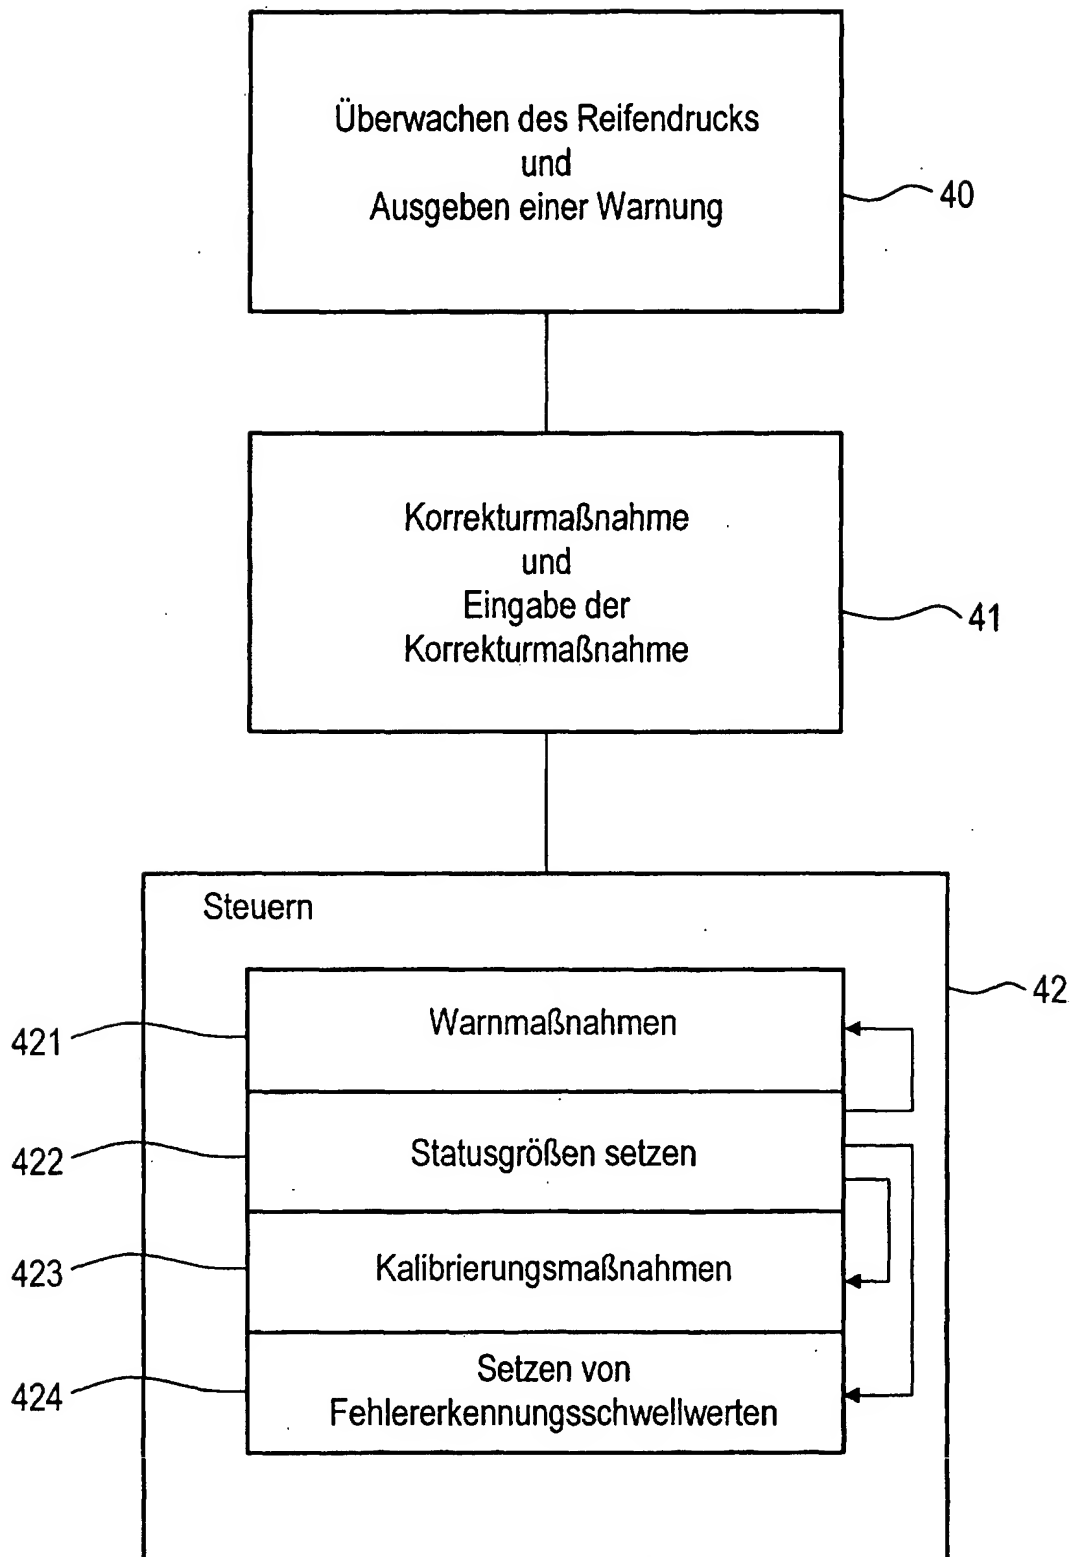 Überwachen des Reifendrucks
und
Ausgeben einer Warnung
40
Korrekturmaßnahme
und
Eingabe der
Korrekturmaßnahme
41
Steuern
42
421
Warnmaßnahmen
422
Statusgrößen setzen
423
Kalibrierungsmaßnahmen
424
Setzen von
Fehlererkennungsschwellwerten